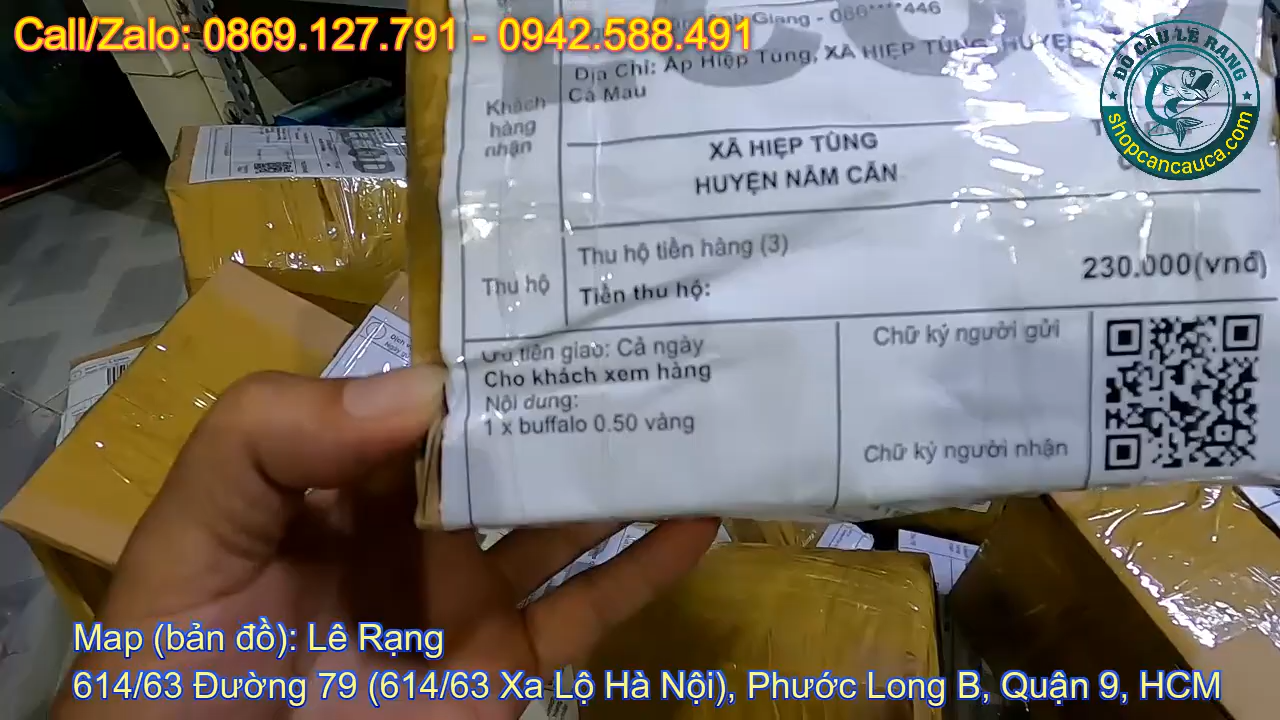 Call/Zalo: 0869.127.791 - 0942.588.491
Giang - 086****446
Địa Chỉ: Ấp Hiệp Tùng, XÃ HIỆP TÙNG, HUYỆN
Cà Mau
Khách
hàng
nhận
XÃ HIỆP TÙNG
HUYỆN NĂM CĂN
Thu hộ
Thu hộ tiền hàng (3)
Tiền thu hộ:
230.000(vnđ)
Ưu tiên giao: Cả ngày
Cho khách xem hàng
Nội dung:
1 x buffalo 0.50 vàng
Chữ ký người gửi
Chữ ký người nhận
ĐỒ CÂU LÊ RẠNG
shopcancauca.com
Map (bản đồ): Lê Rạng
614/63 Đường 79 (614/63 Xa Lộ Hà Nội), Phước Long B, Quận 9, HCM